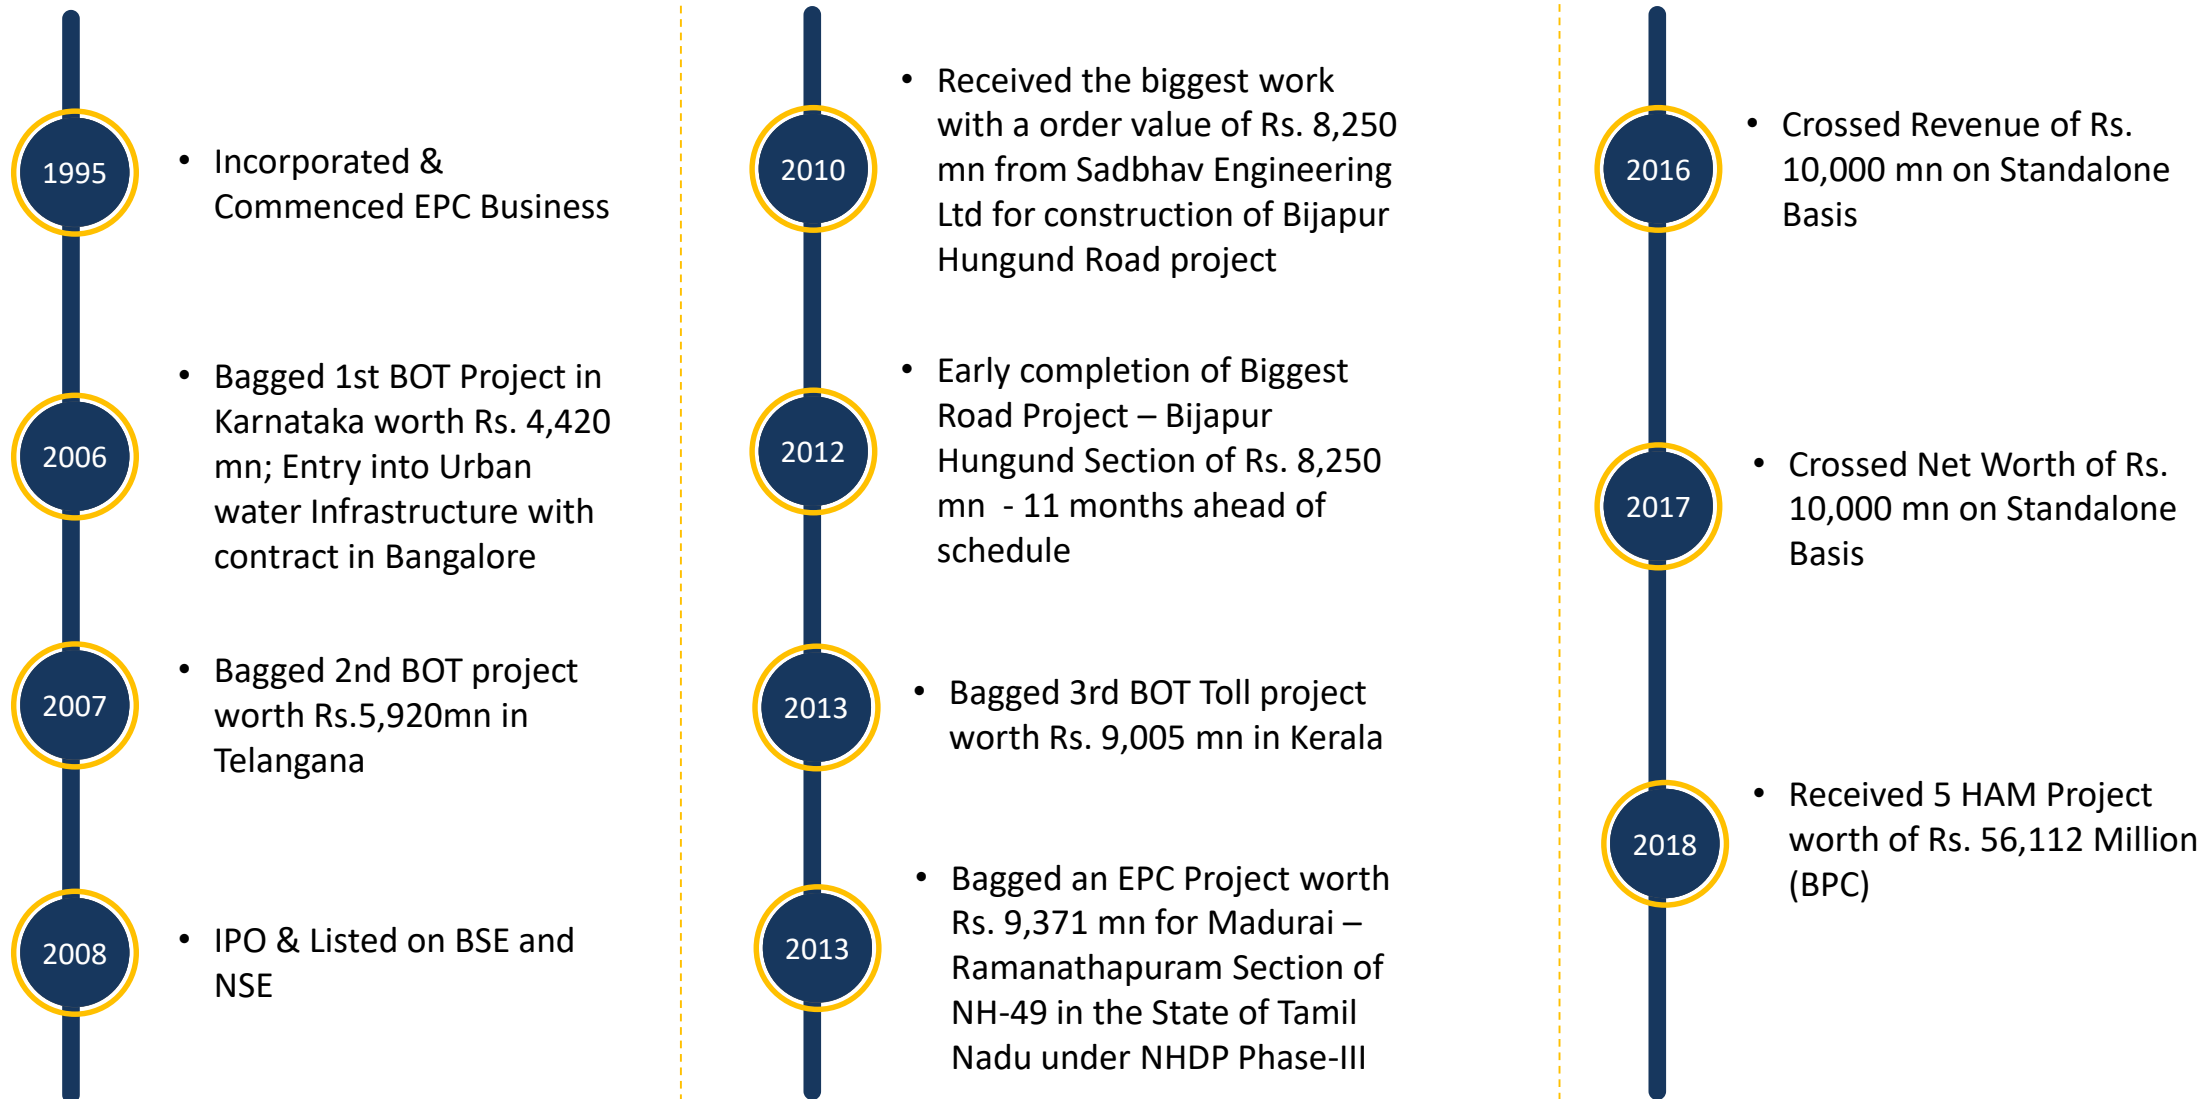 1995
• Incorporated &
Commenced EPC Business
2006
• Bagged 1st BOT Project in
Karnataka worth Rs. 4,420
mn; Entry into Urban
water Infrastructure with
contract in Bangalore
2007
• Bagged 2nd BOT project
worth Rs.5,920mn in
Telangana
2008
• IPO & Listed on BSE and
NSE
2010
• Received the biggest work
with a order value of Rs. 8,250
mn from Sadbhav Engineering
Ltd for construction of Bijapur
Hungund Road project
2012
• Early completion of Biggest
Road Project – Bijapur
Hungund Section of Rs. 8,250
mn  - 11 months ahead of
schedule
2013
• Bagged 3rd BOT Toll project
worth Rs. 9,005 mn in Kerala
2013
• Bagged an EPC Project worth
Rs. 9,371 mn for Madurai –
Ramanathapuram Section of
NH-49 in the State of Tamil
Nadu under NHDP Phase-III
2016
• Crossed Revenue of Rs.
10,000 mn on Standalone
Basis
2017
• Crossed Net Worth of Rs.
10,000 mn on Standalone
Basis
2018
• Received 5 HAM Project
worth of Rs. 56,112 Million
(BPC)